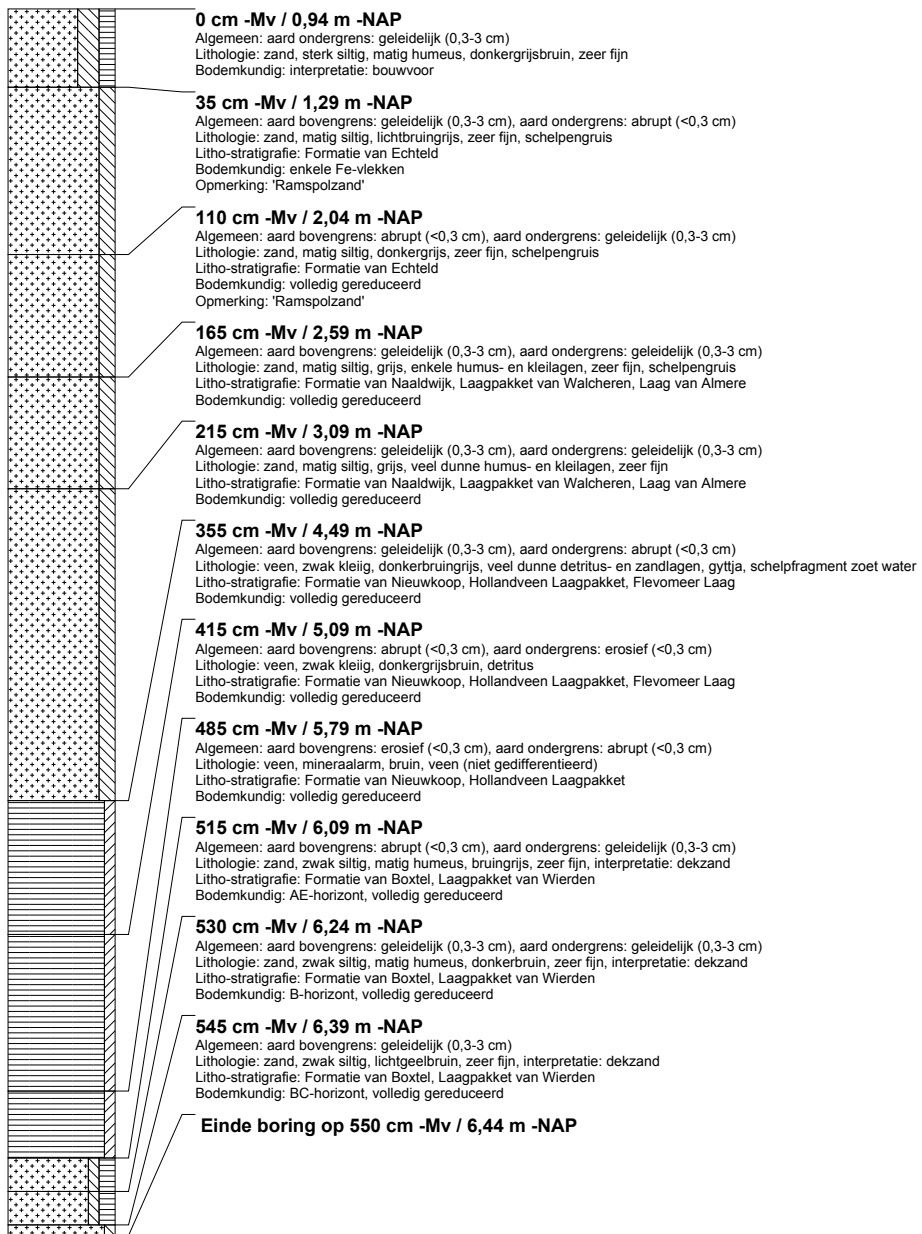 0 cm -Mv / 0,94 m -NAP
Algemeen: aard ondergrens: geleidelijk (0,3-3 cm)
Lithologie: zand, sterk siltig, matig humeus, donkergrijsbruin, zeer fijn
Bodemkundig: interpretatie: bouwvoor
35 cm -Mv / 1,29 m -NAP
Algemeen: aard bovengrens: geleidelijk (0,3-3 cm), aard ondergrens: abrupt (<0,3 cm)
Lithologie: zand, matig siltig, lichtbruingrijs, zeer fijn, schelpengruis
Litho-stratigrafie: Formatie van Echteld
Bodemkundig: enkele Fe-vlekken
Opmerking: 'Ramspolzand'
110 cm -Mv / 2,04 m -NAP
Algemeen: aard bovengrens: abrupt (<0,3 cm), aard ondergrens: geleidelijk (0,3-3 cm)
Lithologie: zand, matig siltig, donkergrijs, zeer fijn, schelpengruis
Litho-stratigrafie: Formatie van Echteld
Bodemkundig: volledig gereduceerd
Opmerking: 'Ramspolzand'
165 cm -Mv / 2,59 m -NAP
Algemeen: aard bovengrens: geleidelijk (0,3-3 cm), aard ondergrens: geleidelijk (0,3-3 cm)
Lithologie: zand, matig siltig, grijs, enkele humus- en kleilagen, zeer fijn, schelpengruis
Litho-stratigrafie: Formatie van Naaldwijk, Laagpakket van Walcheren, Laag van Almere
Bodemkundig: volledig gereduceerd
215 cm -Mv / 3,09 m -NAP
Algemeen: aard bovengrens: geleidelijk (0,3-3 cm), aard ondergrens: geleidelijk (0,3-3 cm)
Lithologie: zand, matig siltig, grijs, veel dunne humus- en kleilagen, zeer fijn
Litho-stratigrafie: Formatie van Naaldwijk, Laagpakket van Walcheren, Laag van Almere
Bodemkundig: volledig gereduceerd
355 cm -Mv / 4,49 m -NAP
Algemeen: aard bovengrens: geleidelijk (0,3-3 cm), aard ondergrens: abrupt (<0,3 cm)
Lithologie: veen, zwak kleiig, donkerbruingrijs, veel dunne detritus- en zandlagen, gyttja, schelpfragment zoet water
Litho-stratigrafie: Formatie van Nieuwkoop, Hollandveen Laagpakket, Flevomeer Laag
Bodemkundig: volledig gereduceerd
415 cm -Mv / 5,09 m -NAP
Algemeen: aard bovengrens: abrupt (<0,3 cm), aard ondergrens: erosief (<0,3 cm)
Lithologie: veen, zwak kleiig, donkergrijsbruin, detritus
Litho-stratigrafie: Formatie van Nieuwkoop, Hollandveen Laagpakket, Flevomeer Laag
Bodemkundig: volledig gereduceerd
485 cm -Mv / 5,79 m -NAP
Algemeen: aard bovengrens: erosief (<0,3 cm), aard ondergrens: abrupt (<0,3 cm)
Lithologie: veen, mineraalarm, bruin, veen (niet gedifferentieerd)
Litho-stratigrafie: Formatie van Nieuwkoop, Hollandveen Laagpakket
Bodemkundig: volledig gereduceerd
515 cm -Mv / 6,09 m -NAP
Algemeen: aard bovengrens: abrupt (<0,3 cm), aard ondergrens: geleidelijk (0,3-3 cm)
Lithologie: zand, zwak siltig, matig humeus, bruingrijs, zeer fijn, interpretatie: dekzand
Litho-stratigrafie: Formatie van Boxtel, Laagpakket van Wierden
Bodemkundig: AE-horizont, volledig gereduceerd
530 cm -Mv / 6,24 m -NAP
Algemeen: aard bovengrens: geleidelijk (0,3-3 cm), aard ondergrens: geleidelijk (0,3-3 cm)
Lithologie: zand, zwak siltig, matig humeus, donkerbruin, zeer fijn, interpretatie: dekzand
Litho-stratigrafie: Formatie van Boxtel, Laagpakket van Wierden
Bodemkundig: B-horizont, volledig gereduceerd
545 cm -Mv / 6,39 m -NAP
Algemeen: aard bovengrens: geleidelijk (0,3-3 cm)
Lithologie: zand, zwak siltig, lichtgeelbruin, zeer fijn, interpretatie: dekzand
Litho-stratigrafie: Formatie van Boxtel, Laagpakket van Wierden
Bodemkundig: BC-horizont, volledig gereduceerd
Einde boring op 550 cm -Mv / 6,44 m -NAP